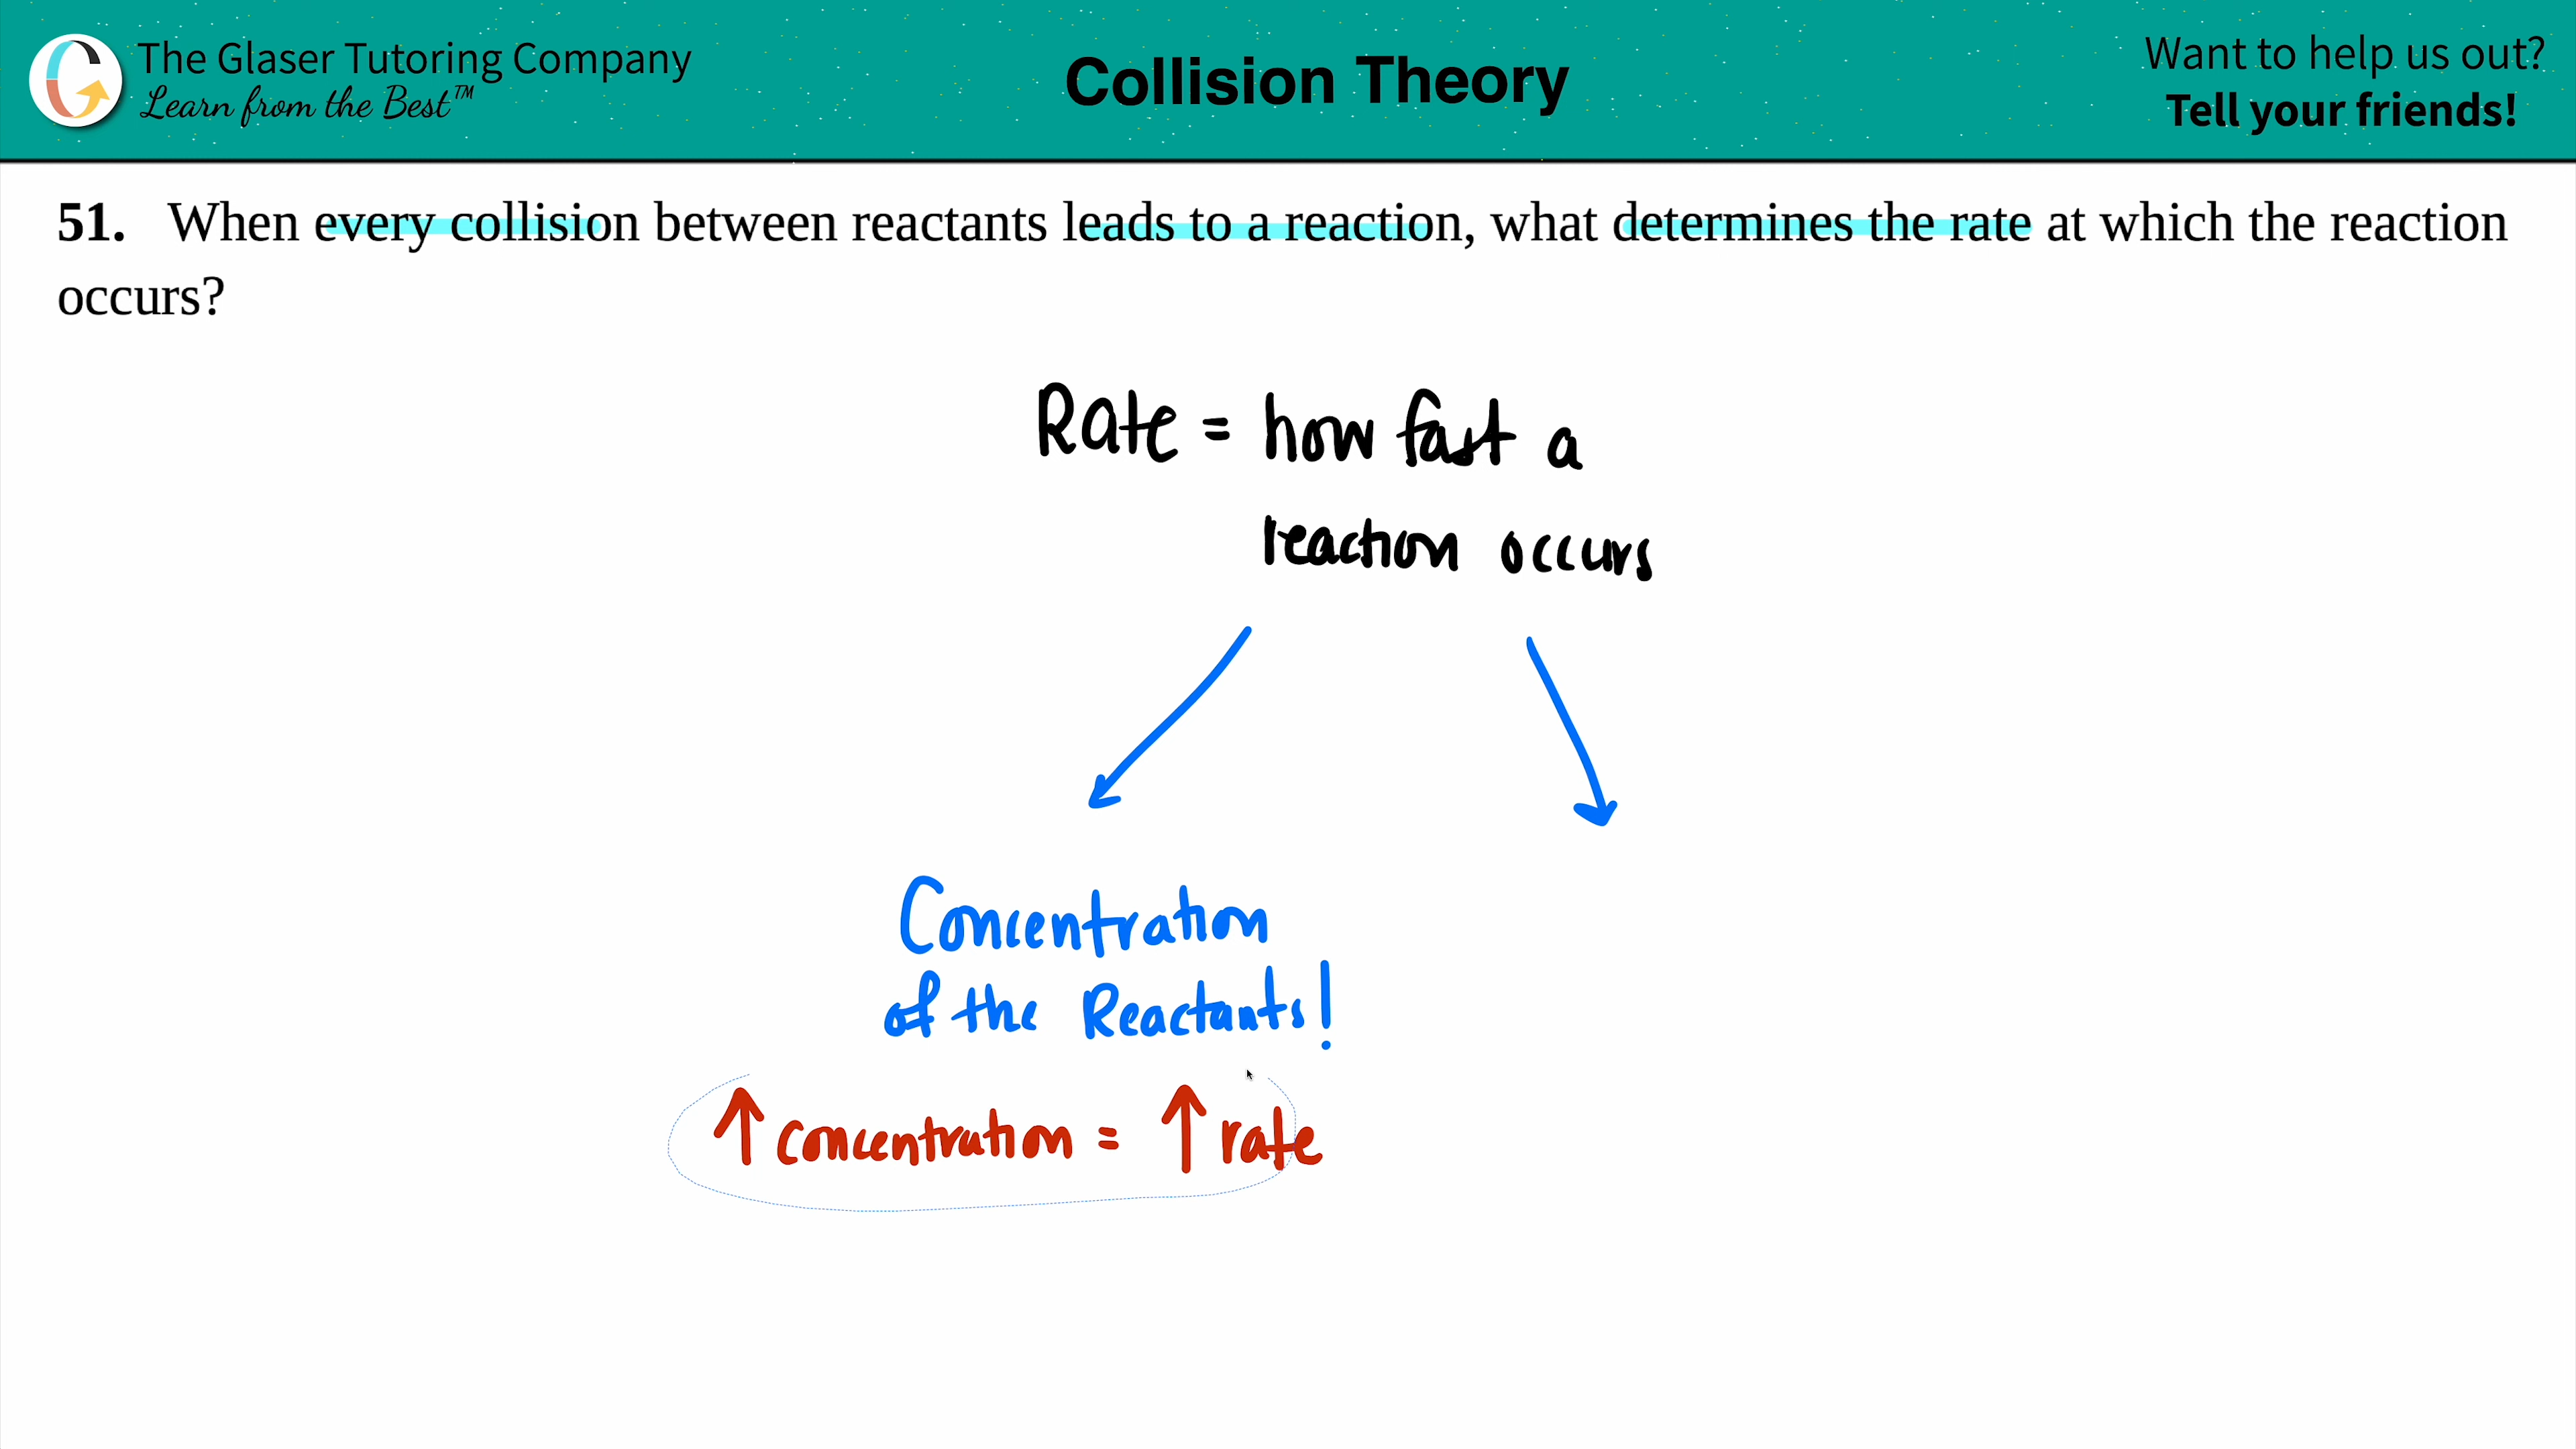 The Glaser Tutoring Company
Learn from the Best™
Collision Theory
Want to help us out?
Tell your friends!
51. When every collision between reactants leads to a reaction, what determines the rate at which the reaction
occurs?
Rate = how fast a
reaction occurs
Concentration
of the Reactants!
↑ concentration = ↑ rate